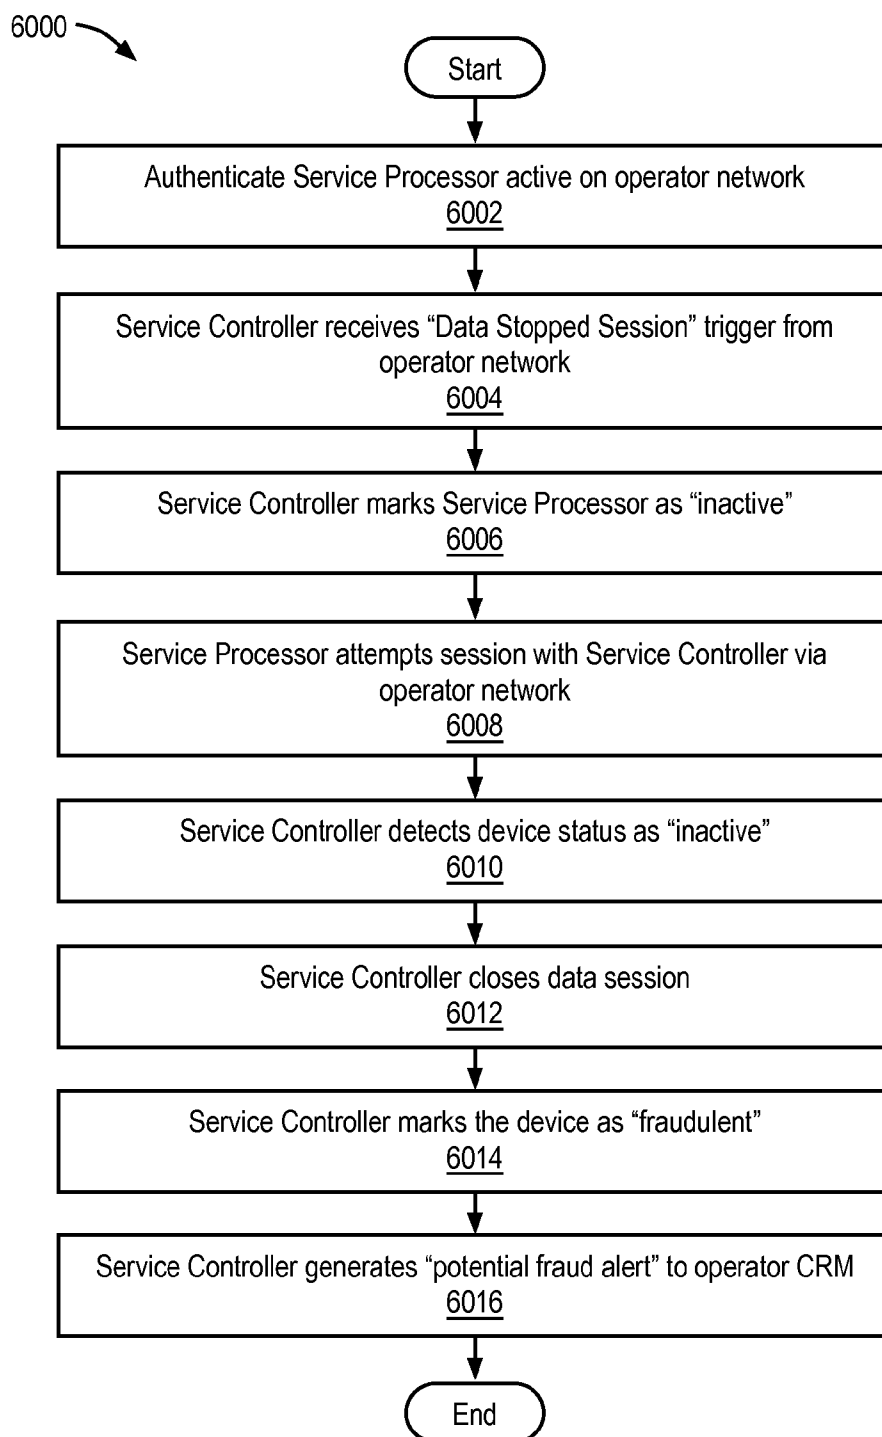 6000
Start
Authenticate Service Processor active on operator network
6002
Service Controller receives “Data Stopped Session” trigger from
operator network
6004
Service Controller marks Service Processor as “inactive”
6006
Service Processor attempts session with Service Controller via
operator network
6008
Service Controller detects device status as “inactive”
6010
Service Controller closes data session
6012
Service Controller marks the device as “fraudulent”
6014
Service Controller generates “potential fraud alert” to operator CRM
6016
End